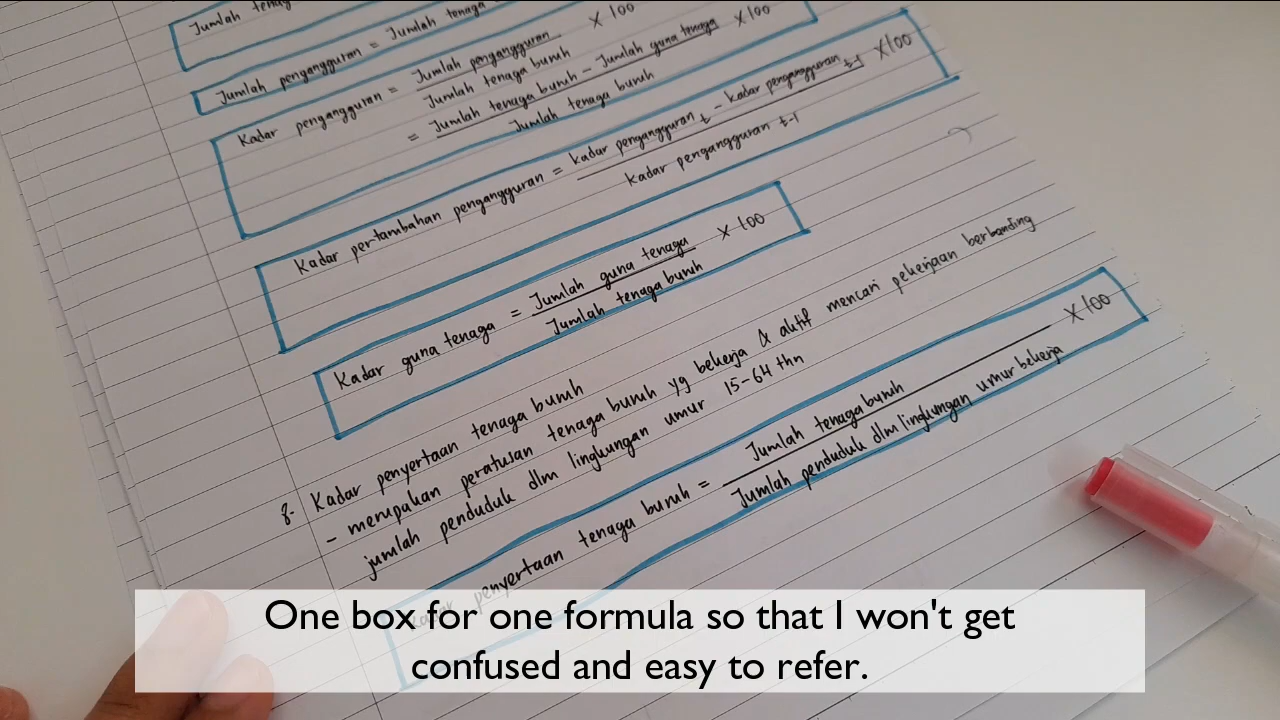 Jumlah tenag
Jumlah pengangguran = Jumlah tenaga
Kadar pengangguran = Jumlah pengangguran X 100
Jumlah tenaga buruh
= Jumlah tenaga buruh - Jumlah guna tenaga X 100
Jumlah tenaga buruh
Kadar pertambahan pengangguran = kadar pengangguran t - kadar pengangguran t-1 X100
kadar pengangguran t-1
Kadar guna tenaga = Jumlah guna tenaga X 100
Jumlah tenaga buruh
8. Kadar penyertaan tenaga buruh
- merupakan peratusan tenaga buruh yg bekerja & aktif mencari pekerjaan berbanding
jumlah penduduk dlm lingkungan umur 15-64 thn
penyertaan tenaga buruh = Jumlah tenaga buruh X 100
Jumlah penduduk dlm lingkungan umur bekerja
One box for one formula so that I won't get
confused and easy to refer.